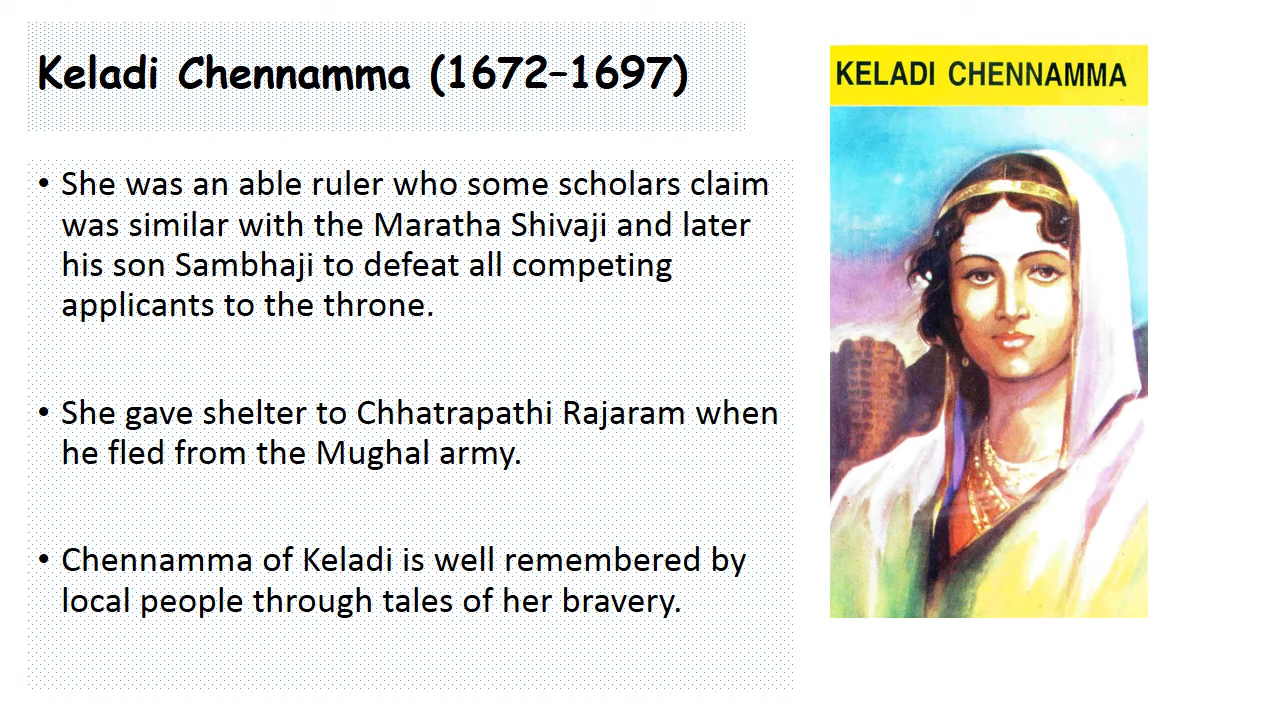 Keladi Chennamma (1672–1697)
• She was an able ruler who some scholars claim
was similar with the Maratha Shivaji and later
his son Sambhaji to defeat all competing
applicants to the throne.
• She gave shelter to Chhatrapathi Rajaram when
he fled from the Mughal army.
• Chennamma of Keladi is well remembered by
local people through tales of her bravery.
KELADI CHENNAMMA